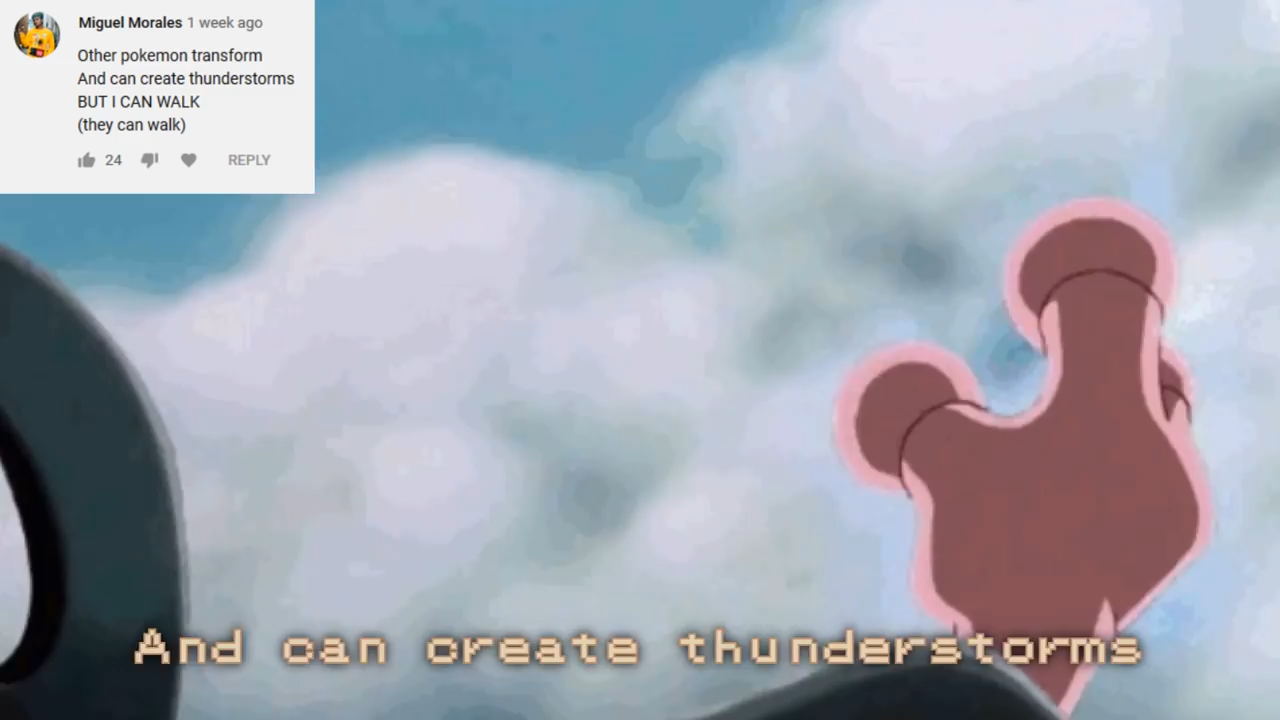 Miguel Morales 1 week ago
Other pokemon transform
And can create thunderstorms
BUT I CAN WALK
(they can walk)
24 REPLY
And can create thunderstorms